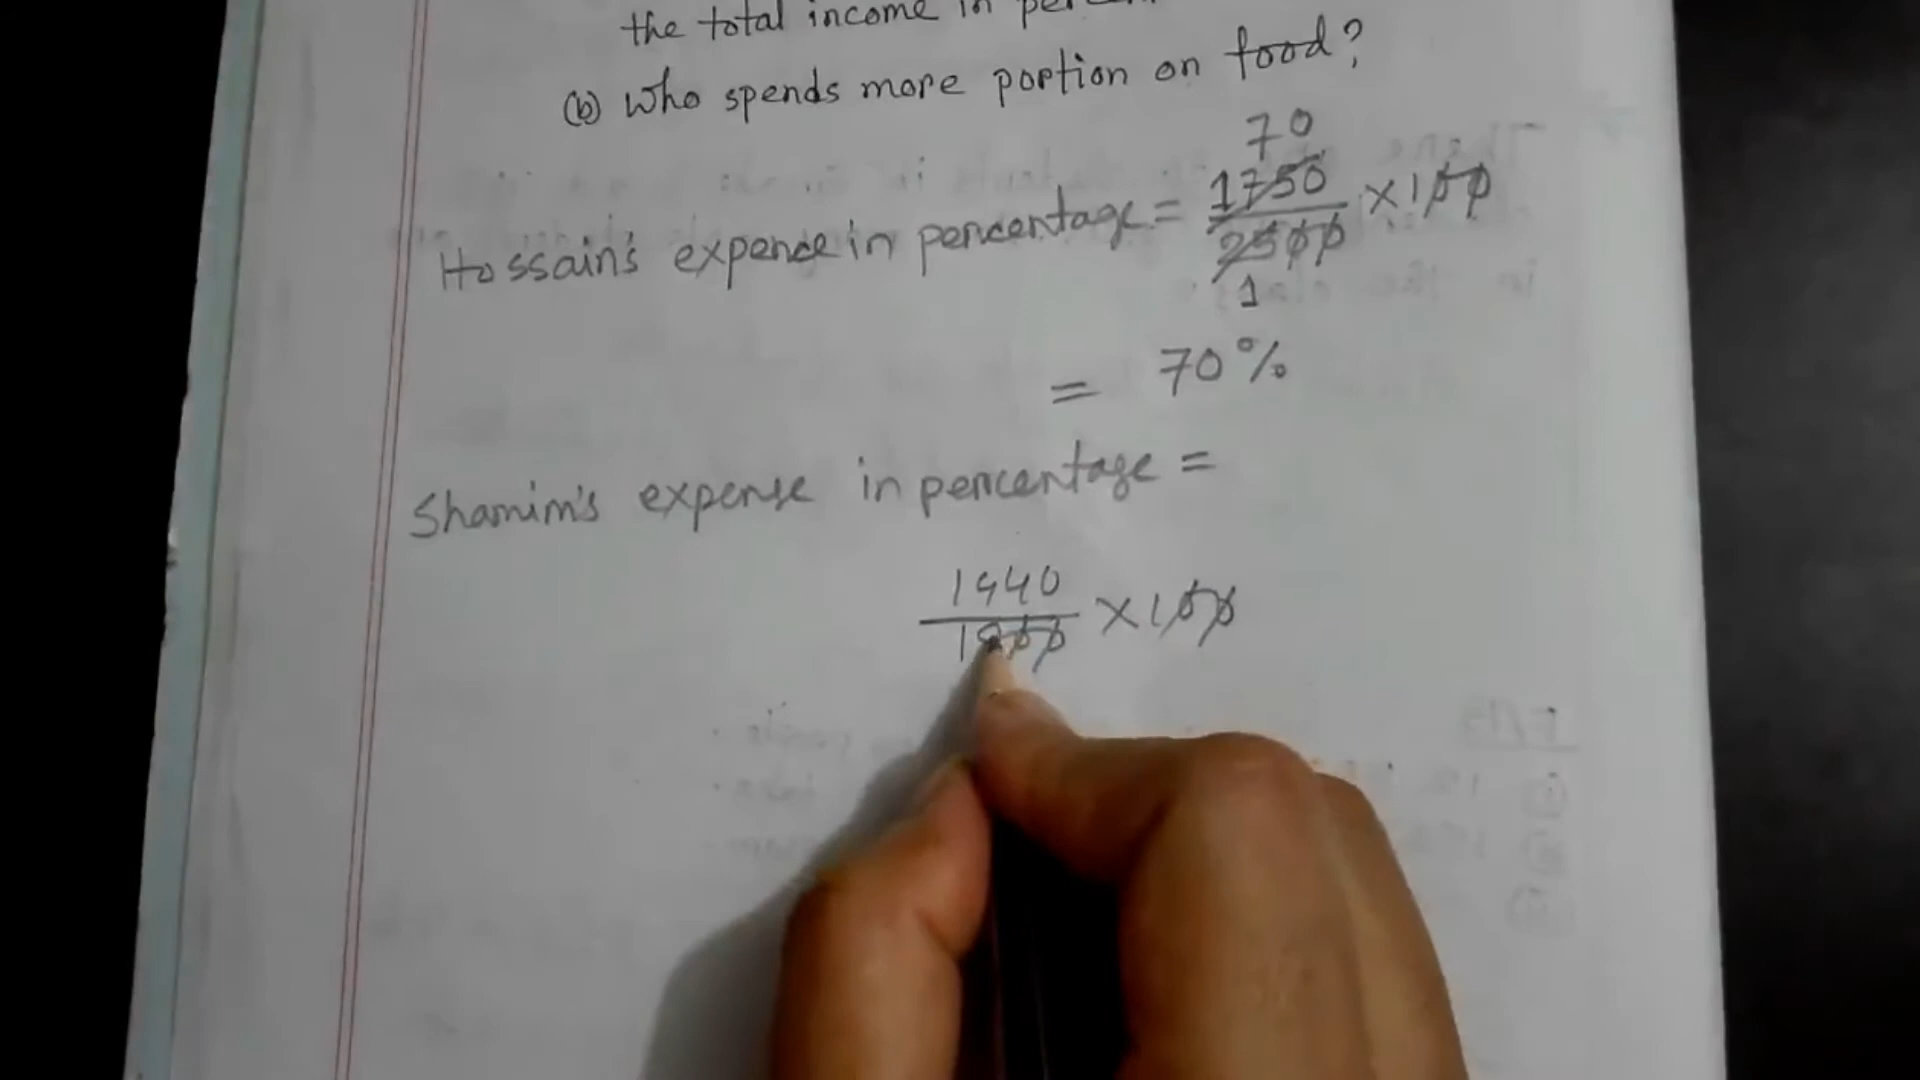 the total income in
(b) Who spends more portion on food?
70
Hossain's expence in percentage = 1750 × 100
2500
1
= 70%
Shamim's expense in percentage =
1440 × 100